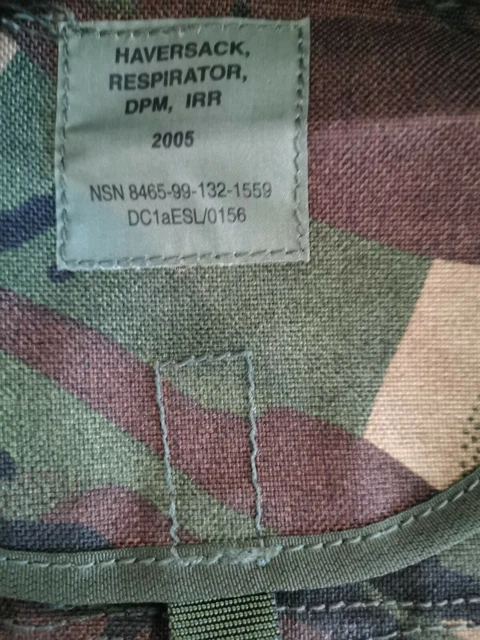 HAVERSACK,
RESPIRATOR,
DPM, IRR
2005
NSN 8465-99-132-1559
DC1aESL/0156